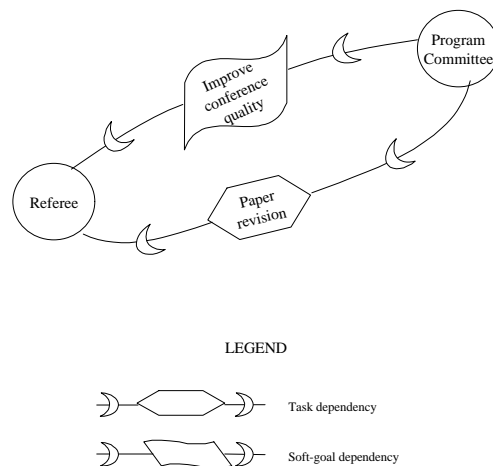 Program
Committee
Improve
conference
quality
Referee
Paper
revision
LEGEND
Task dependency
Soft-goal dependency